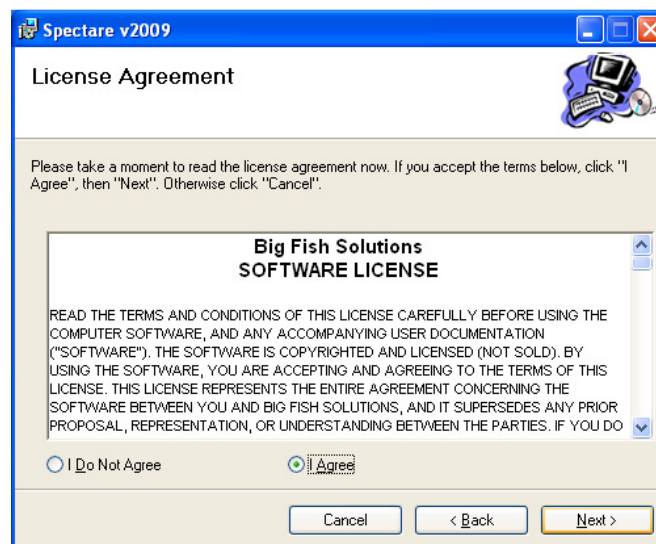 Spectare v2009
License Agreement
Please take a moment to read the license agreement now. If you accept the terms below, click "I
Agree", then "Next". Otherwise click "Cancel".
Big Fish Solutions
SOFTWARE LICENSE
READ THE TERMS AND CONDITIONS OF THIS LICENSE CAREFULLY BEFORE USING THE
COMPUTER SOFTWARE, AND ANY ACCOMPANYING USER DOCUMENTATION
("SOFTWARE"). THE SOFTWARE IS COPYRIGHTED AND LICENSED (NOT SOLD). BY
USING THE SOFTWARE, YOU ARE ACCEPTING AND AGREEING TO THE TERMS OF THIS
LICENSE. THIS LICENSE REPRESENTS THE ENTIRE AGREEMENT CONCERNING THE
SOFTWARE BETWEEN YOU AND BIG FISH SOLUTIONS, AND IT SUPERSEDES ANY PRIOR
PROPOSAL, REPRESENTATION, OR UNDERSTANDING BETWEEN THE PARTIES. IF YOU DO
I Do Not Agree
I Agree
Cancel
< Back
Next >